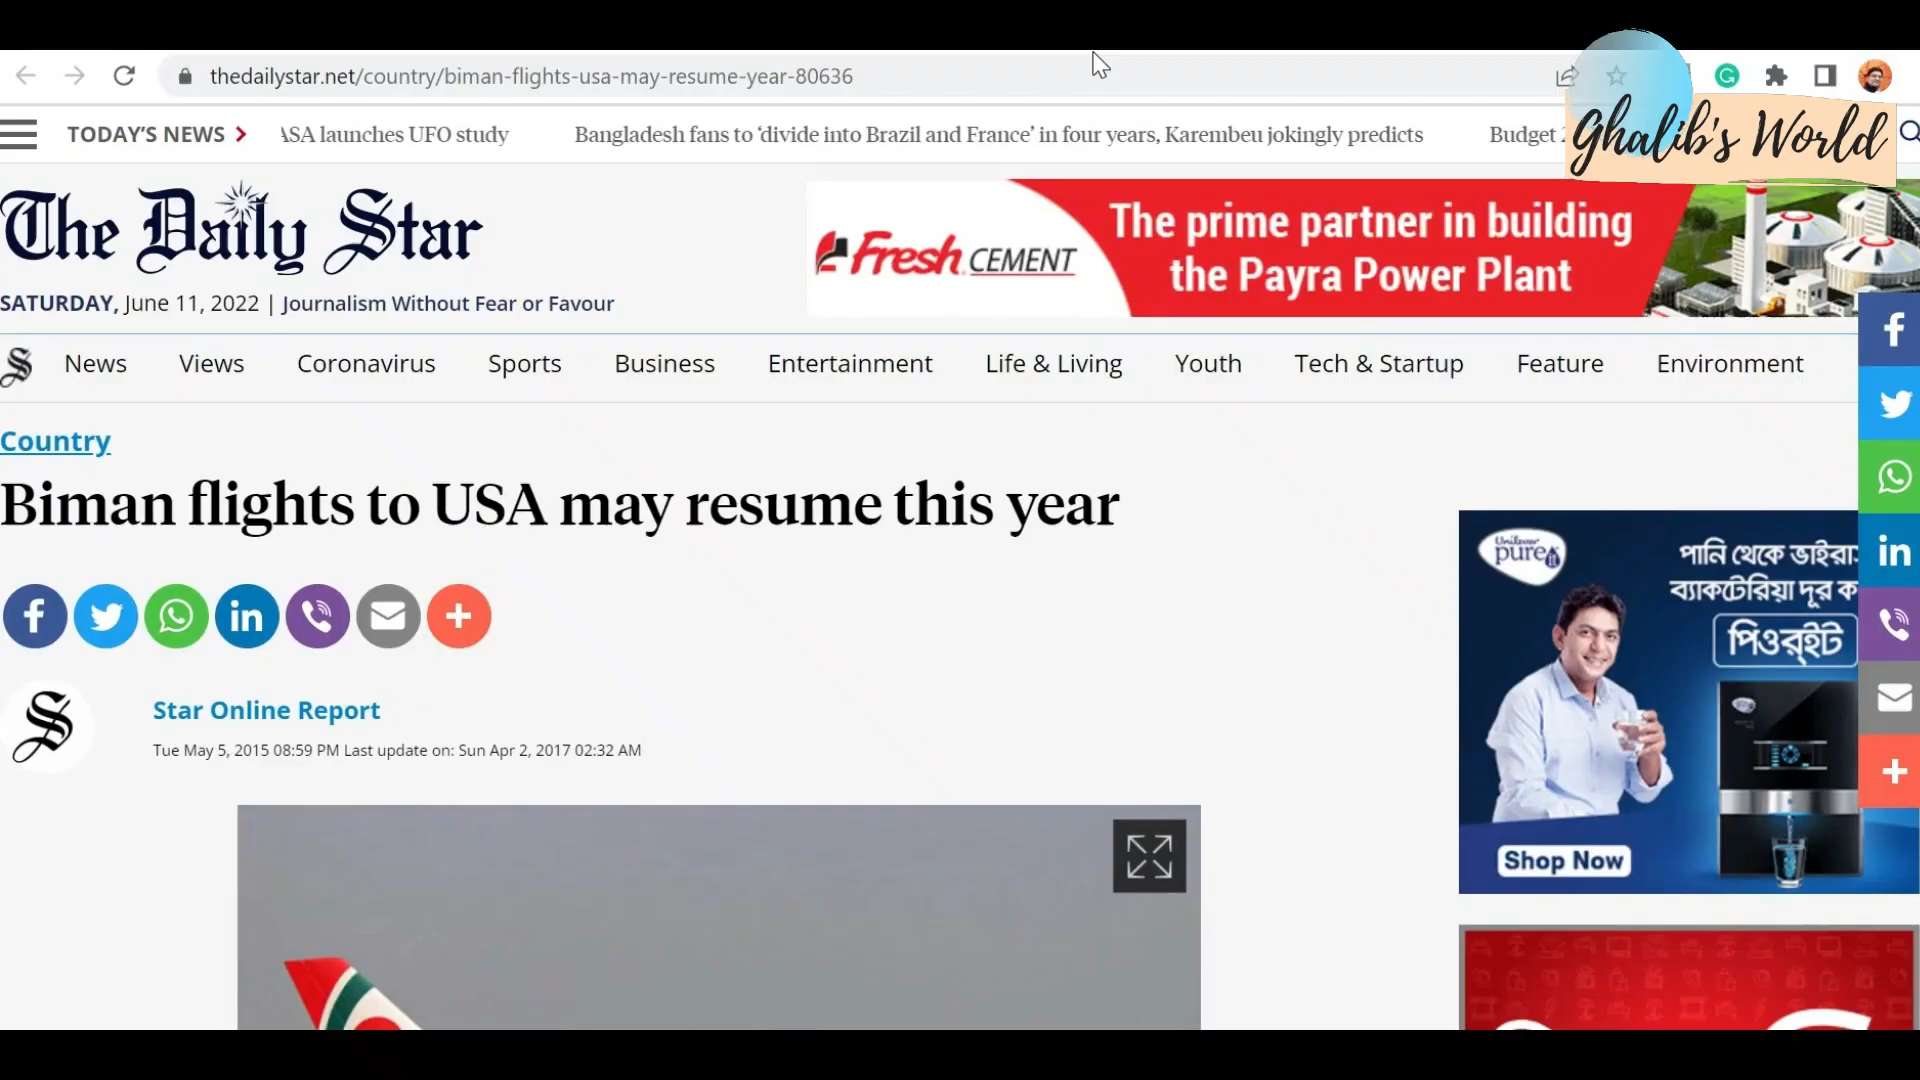 thedailystar.net/country/biman-flights-usa-may-resume-year-80636
Ghalib's World
TODAY'S NEWS
ASA launches UFO study
Bangladesh fans to 'divide into Brazil and France' in four years, Karembeu jokingly predicts
Budget
The Daily Star
SATURDAY, June 11, 2022 | Journalism Without Fear or Favour
Fresh CEMENT
The prime partner in building
the Payra Power Plant
News Views Coronavirus Sports Business Entertainment Life & Living Youth Tech & Startup Feature Environment
Country
Biman flights to USA may resume this year
Star Online Report
Tue May 5, 2015 08:59 PM Last update on: Sun Apr 2, 2017 02:32 AM
Unilever
pureit
পানি থেকে ভাইরা
ব্যাকটেরিয়া দূর ক
পিওরইট
Shop Now